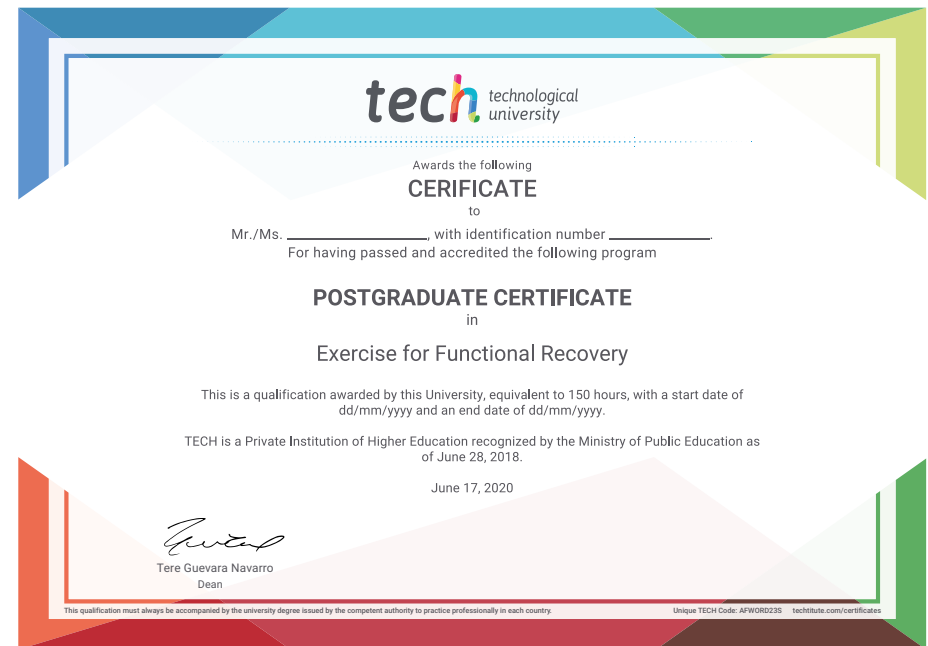 tech technological
university
Awards the following
CERIFICATE
to
Mr./Ms. ____________________, with identification number ______________.
For having passed and accredited the following program
POSTGRADUATE CERTIFICATE
in
Exercise for Functional Recovery
This is a qualification awarded by this University, equivalent to 150 hours, with a start date of
dd/mm/yyyy and an end date of dd/mm/yyyy.
TECH is a Private Institution of Higher Education recognized by the Ministry of Public Education as
of June 28, 2018.
June 17, 2020
Tere Guevara Navarro
Dean
This qualification must always be accompanied by the university degree issued by the competent authority to practice professionally in each country. Unique TECH Code: AFWORD23S techtitute.com/certificates